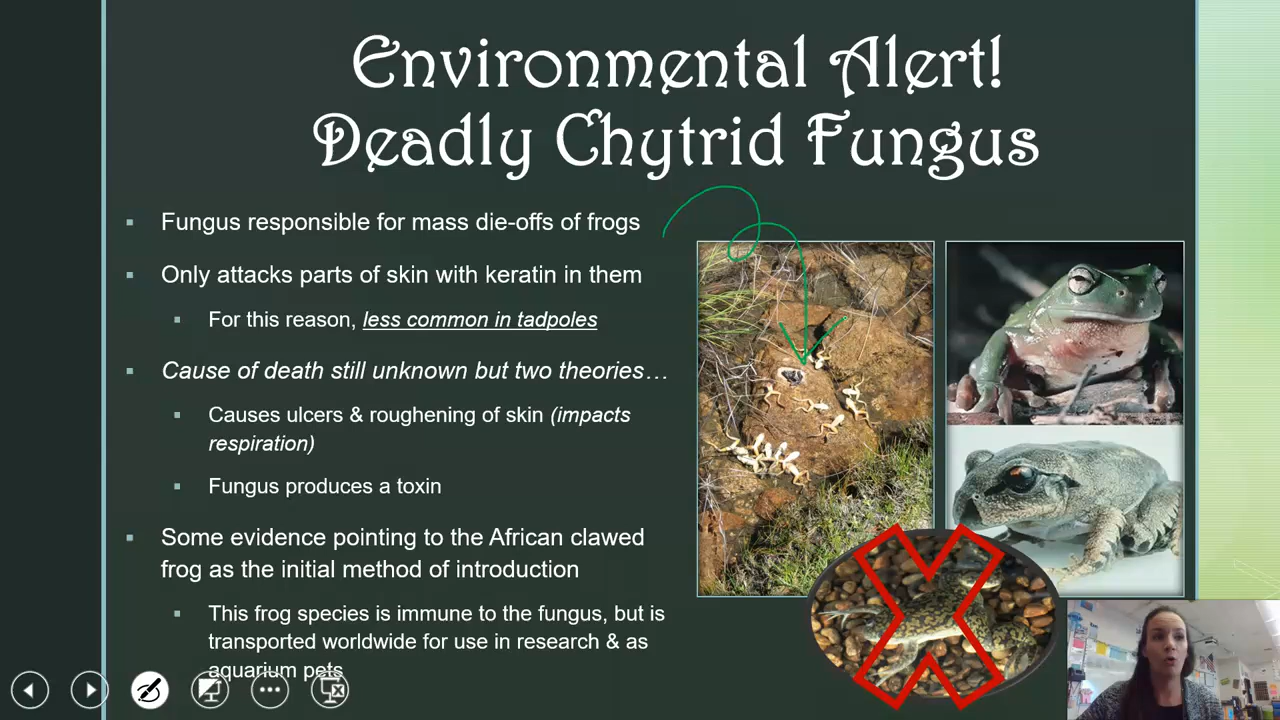 Environmental Alert!
Deadly Chytrid Fungus
Fungus responsible for mass die-offs of frogs
Only attacks parts of skin with keratin in them
For this reason, less common in tadpoles
Cause of death still unknown but two theories…
Causes ulcers & roughening of skin (impacts
respiration)
Fungus produces a toxin
Some evidence pointing to the African clawed
frog as the initial method of introduction
This frog species is immune to the fungus, but is
transported worldwide for use in research & as
aquarium pets